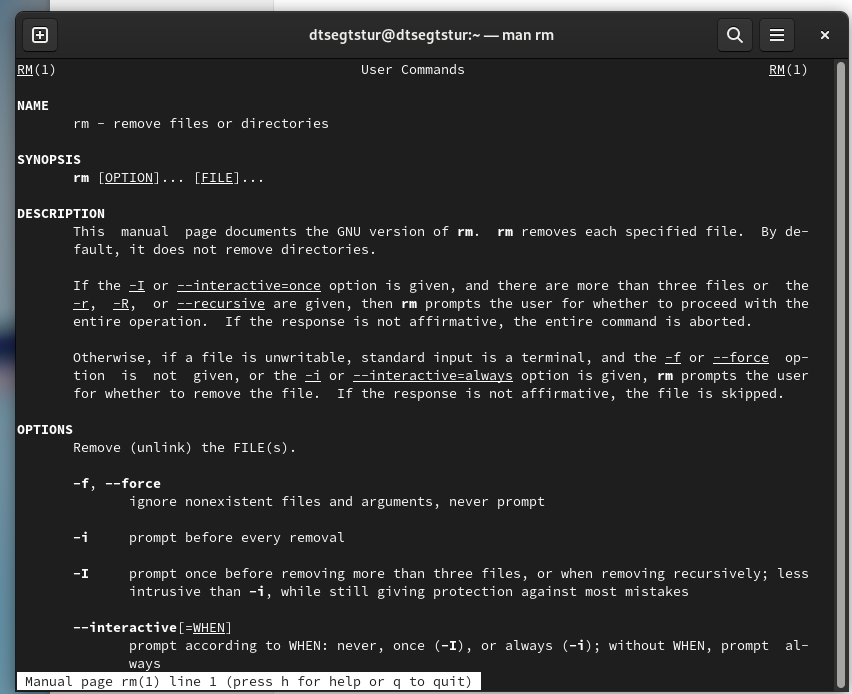 dtsegtstur@dtsegtstur:~ — man rm
RM(1) User Commands RM(1)
NAME
rm - remove files or directories
SYNOPSIS
rm [OPTION]... [FILE]...
DESCRIPTION
This manual page documents the GNU version of rm. rm removes each specified file. By de-
fault, it does not remove directories.
If the -I or --interactive=once option is given, and there are more than three files or the
-r, -R, or --recursive are given, then rm prompts the user for whether to proceed with the
entire operation. If the response is not affirmative, the entire command is aborted.
Otherwise, if a file is unwritable, standard input is a terminal, and the -f or --force op-
tion is not given, or the -i or --interactive=always option is given, rm prompts the user
for whether to remove the file. If the response is not affirmative, the file is skipped.
OPTIONS
Remove (unlink) the FILE(s).
-f, --force
ignore nonexistent files and arguments, never prompt
-i prompt before every removal
-I prompt once before removing more than three files, or when removing recursively; less
intrusive than -i, while still giving protection against most mistakes
--interactive[=WHEN]
prompt according to WHEN: never, once (-I), or always (-i); without WHEN, prompt al-
ways
Manual page rm(1) line 1 (press h for help or q to quit)